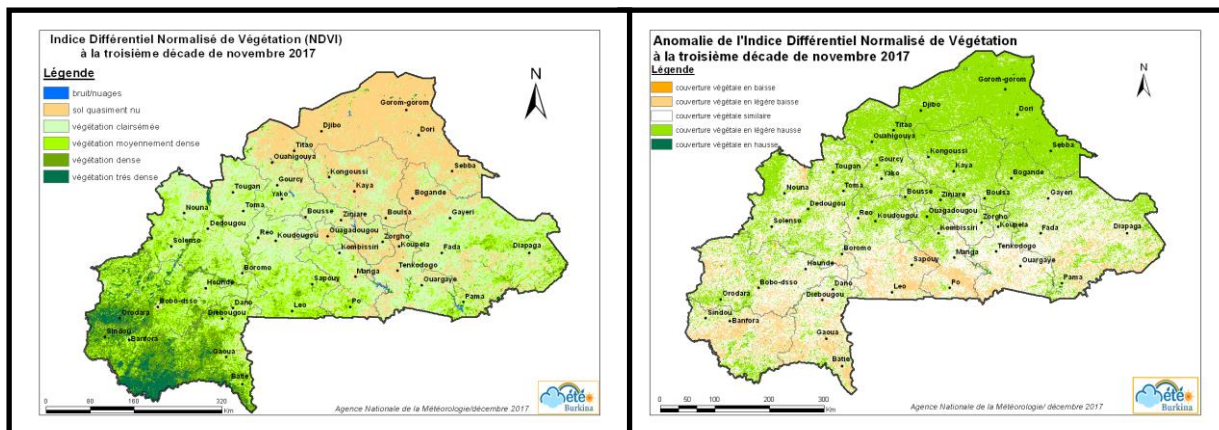 Indice Différentiel Normalisé de Végétation (NDVI)
à la troisième décade de novembre 2017
Légende
bruit/nuages
sol quasiment nu
végétation clairsémée
végétation moyennement dense
végétation dense
végétation trés dense
N
Gorom-gorom
Djibo
Dori
Titao
Ouahigouya
Kongoussi
Sebba
Gourcy
Kaya
Tougan
Yako
Bogande
Nouna
Toma
Bousse
Ziniare
Boulsa
Gayeri
Dedougou
Ouagadougou
Solenso
Reo
Koudougou
Zorgho
Kombissiri
Koupela
Fada
Diapaga
Boromo
Tenkodogo
Manga
Sapouy
Ouargaye
Hounde
Pama
Bobo-dsso
Dano
Leo
Po
Orodara
Diebougou
Sindou
Banfora
Gaoua
Batie
0 80 160 320
Km
Agence Nationale de la Météorologie/décembre 2017
Météo
Burkina
Anomalie de l'Indice Différentiel Normalisé de Végétation
à la troisième décade de novembre 2017
Légende
couverture végétale en baisse
couverture végétale en légère baisse
couverture végétale similaire
couverture végétale en légère hausse
couverture végétale en hausse
N
Gorom-gorom
Djibo
Dori
Titao
Ouahigouya
Kongoussi
Sebba
Gourcy
Kaya
Tougan
Yako
Bogande
Nouna
Toma
Bousse
Ziniare
Boulsa
Gayeri
Dedougou
Ouagadougou
Solenso
Reo
Koudougou
Zorgho
Kombissiri
Koupela
Fada
Diapaga
Boromo
Tenkodogo
Manga
Sapouy
Ouargaye
Hounde
Pama
Bobo-dsso
Dano
Leo
Po
Orodara
Diebougou
Sindou
Banfora
Gaoua
Batie
0 50 100 200 300
Km
Agence Nationale de la Météorologie/ décembre 2017
Météo
Burkina